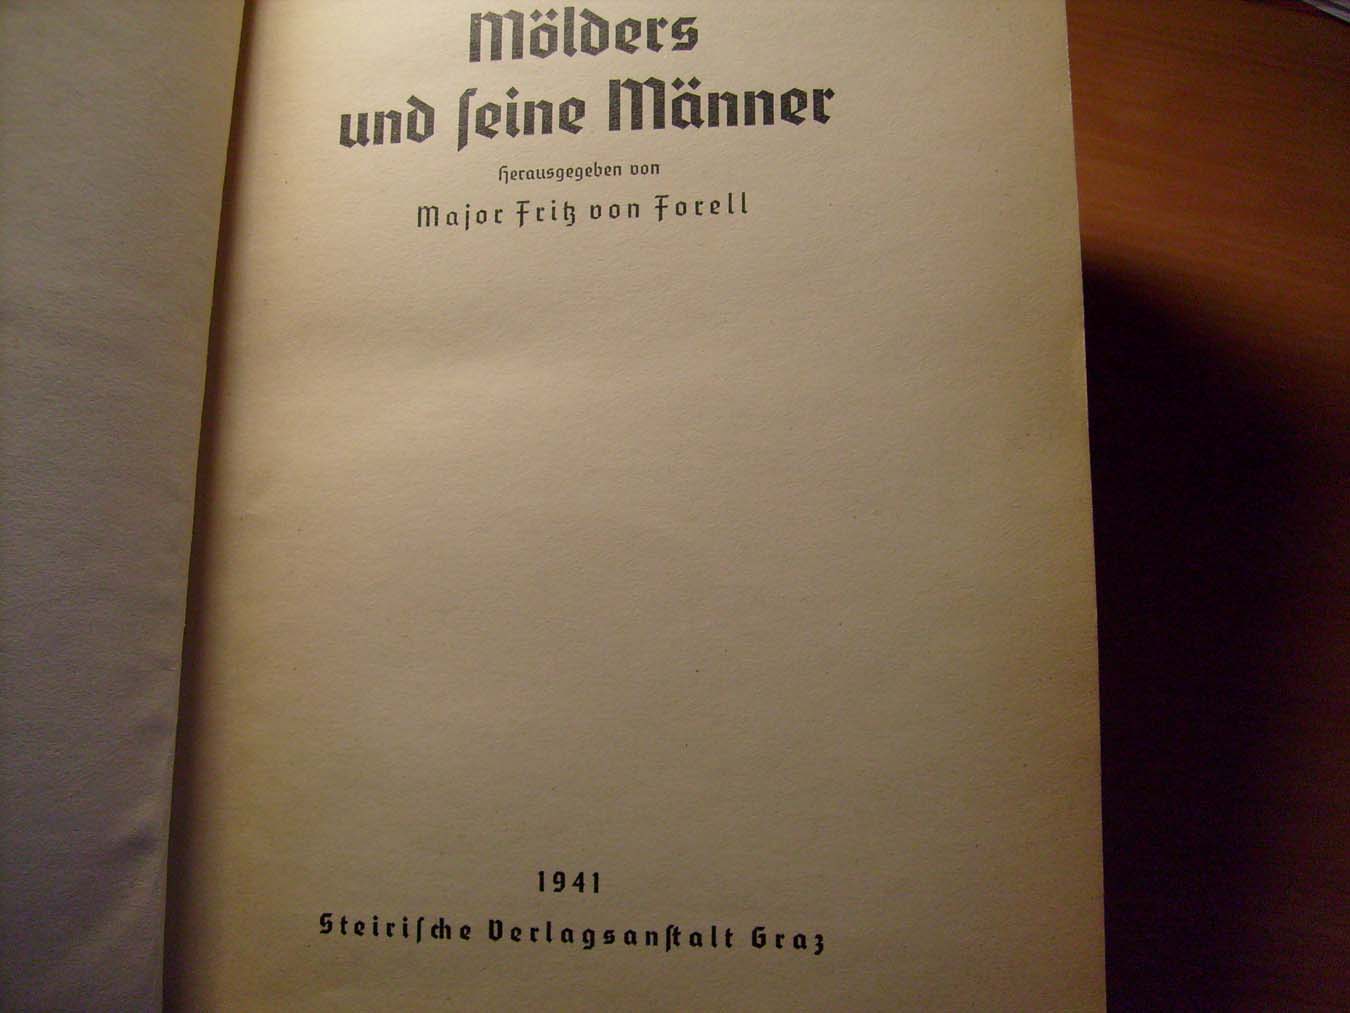 Mölders
und ſeine Männer
Herausgegeben von
Major Fritz von Forell
1941
Steiriſche Verlagsanſtalt Graz